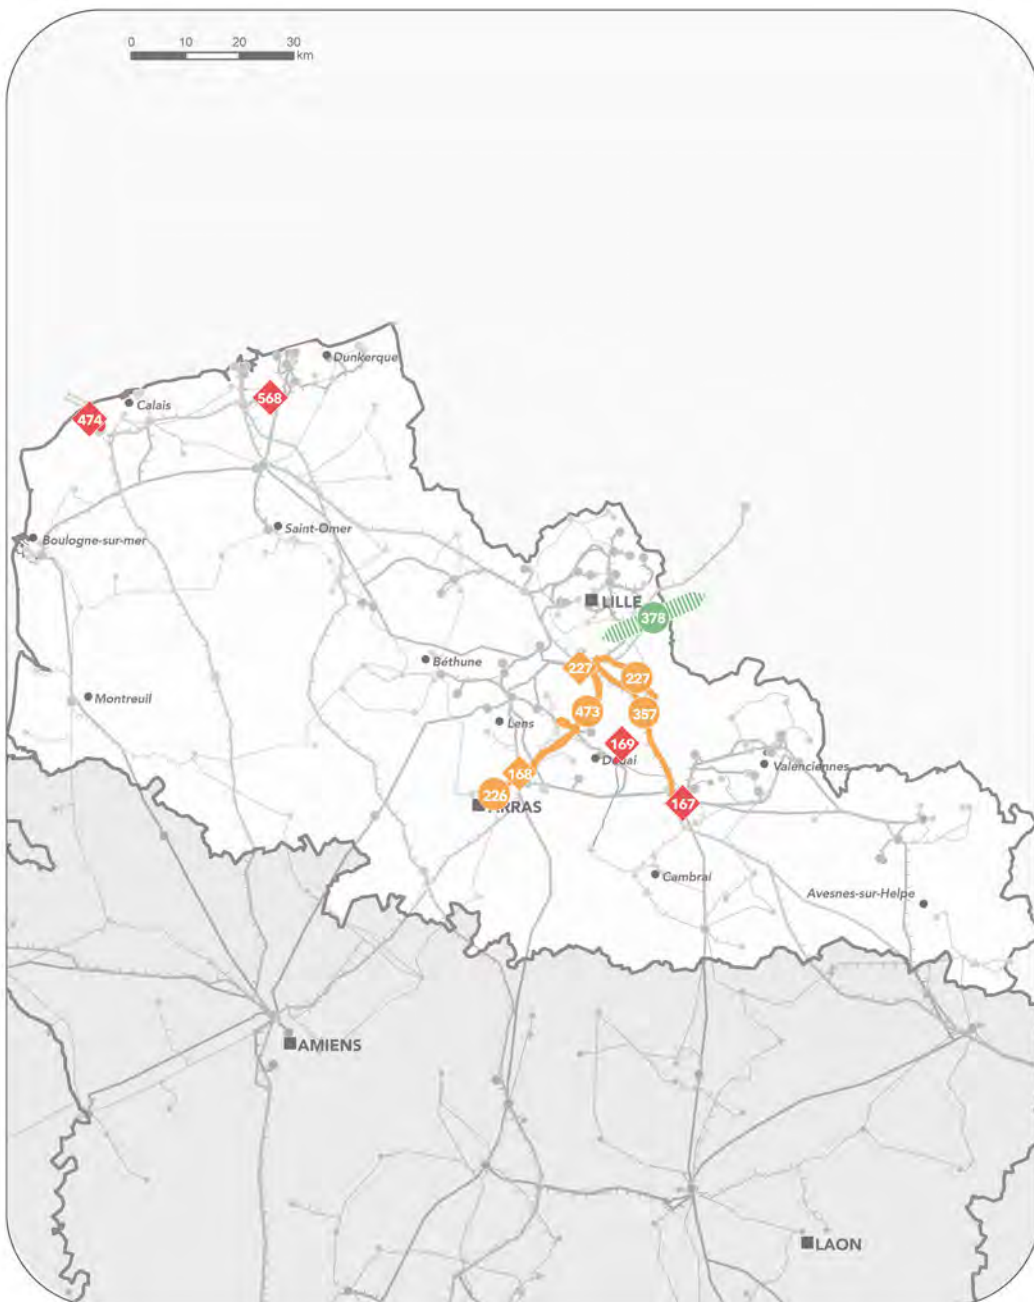 0 10 20 30
km
Dunkerque
Calais
568
474
Saint-Omer
Boulogne-sur-mer
LILLE
378
Béthune
227
227
Montreuil
473
357
Lens
169
Douai
Valenciennes
168
226
ARRAS
167
Cambrai
Avesnes-sur-Helpe
AMIENS
LAON